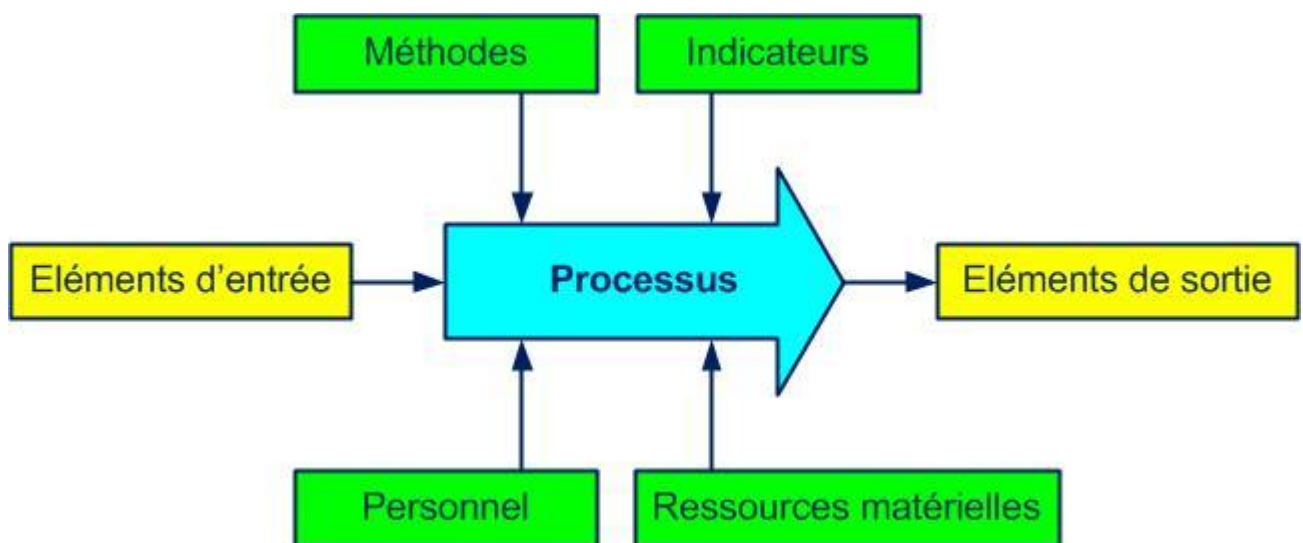 Méthodes
Indicateurs
Eléments d'entrée
Processus
Eléments de sortie
Personnel
Ressources matérielles